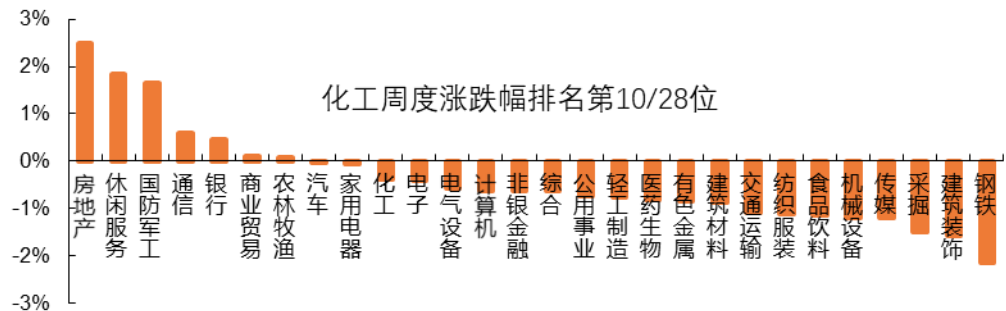 3%
2%
化工周度涨跌幅排名第10/28位
1%
0%
-1%
-2%
-3%
房地产
休闲服务
国防军工
通信
银行
商业贸易
农林牧渔
汽车
家用电器
化工
电子
电气设备
计算机
非银金融
综合
公用事业
轻工制造
医药生物
有色金属
建筑材料
交通运输
纺织服装
食品饮料
机械设备
传媒
采掘
建筑装饰
钢铁